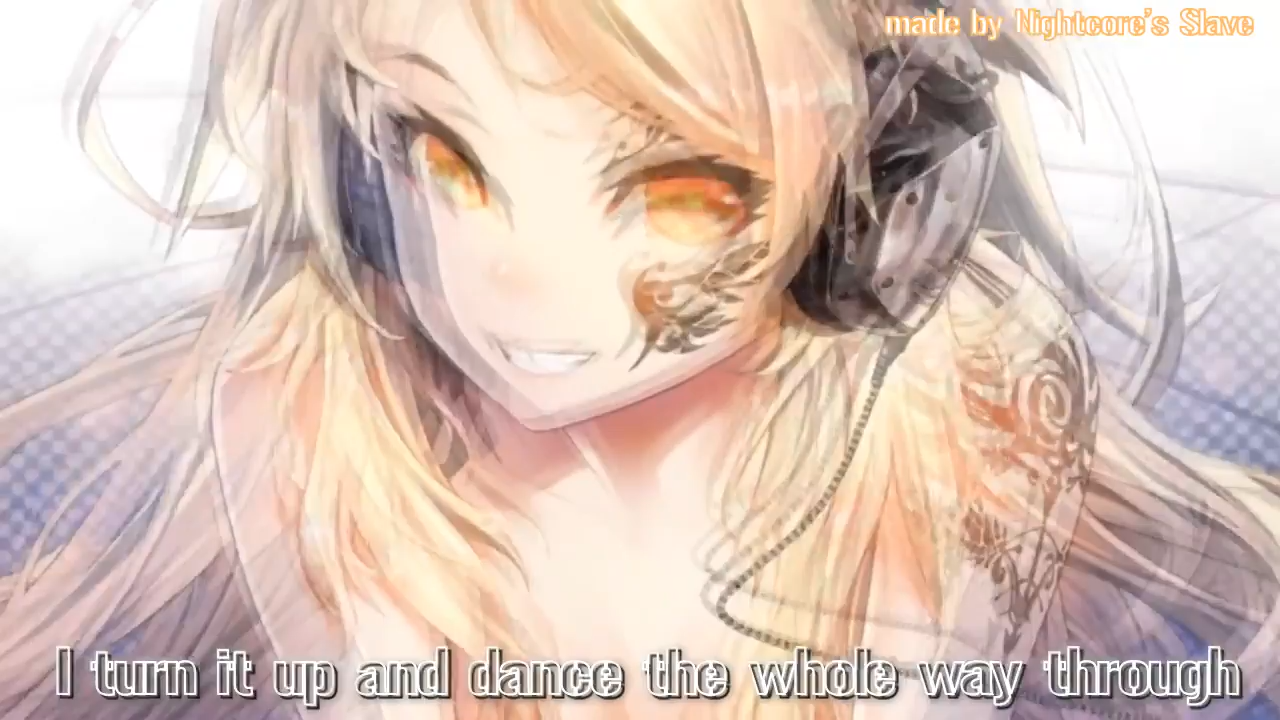 made by Nightcore's Slave
I turn it up and dance the whole way through